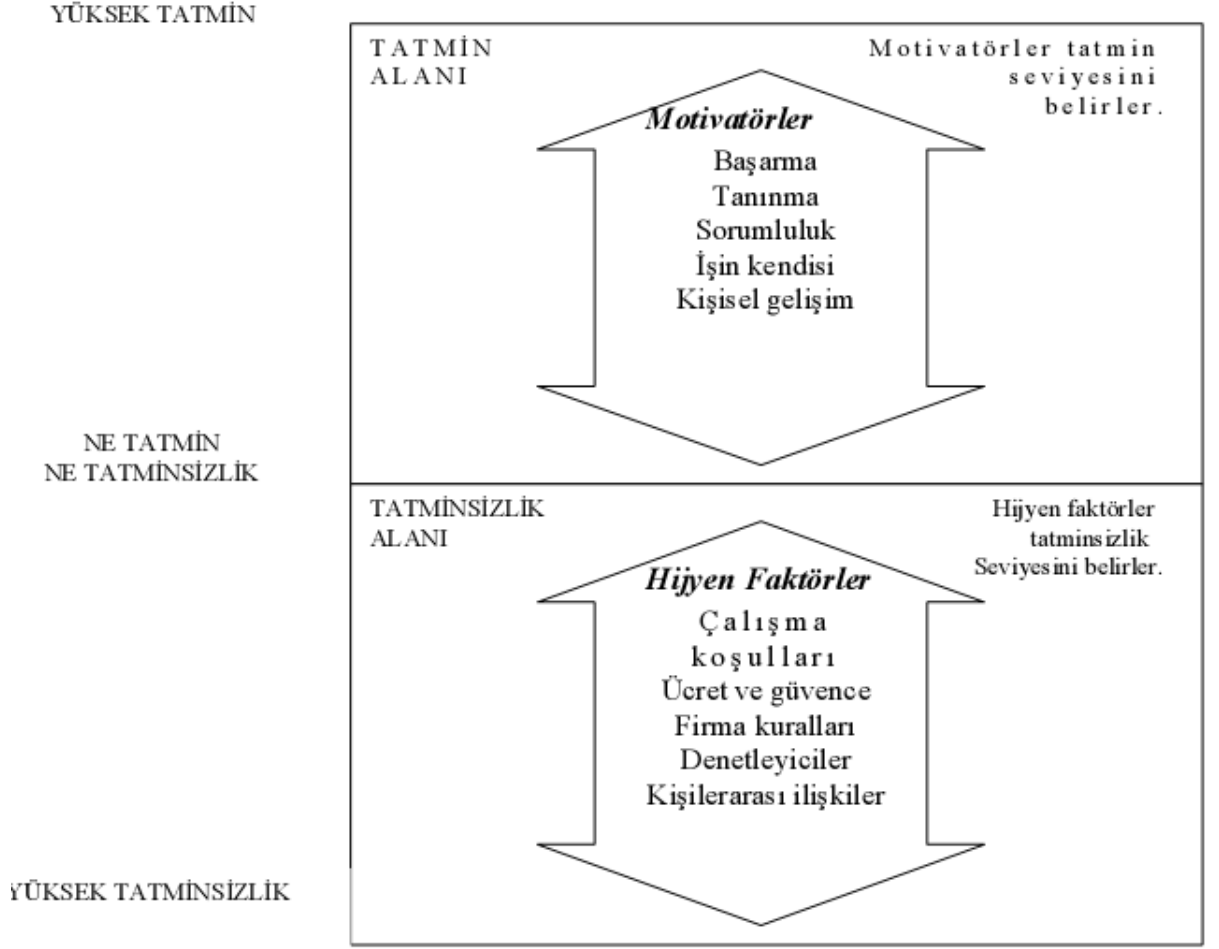 YÜKSEK TATMİN
TATMİN
ALANI
Motivatörler tatmin
seviyesini
belirler.
Motivatörler
Başarma
Tanınma
Sorumluluk
İşin kendisi
Kişisel gelişim
NE TATMİN
NE TATMİNSİZLİK
TATMİNSİZLİK
ALANI
Hijyen faktörler
tatminsizlik
Seviyesini belirler.
Hijyen Faktörler
Çalışma
koşulları
Ücret ve güvence
Firma kuralları
Denetleyiciler
Kişilerarası ilişkiler
YÜKSEK TATMİNSİZLİK